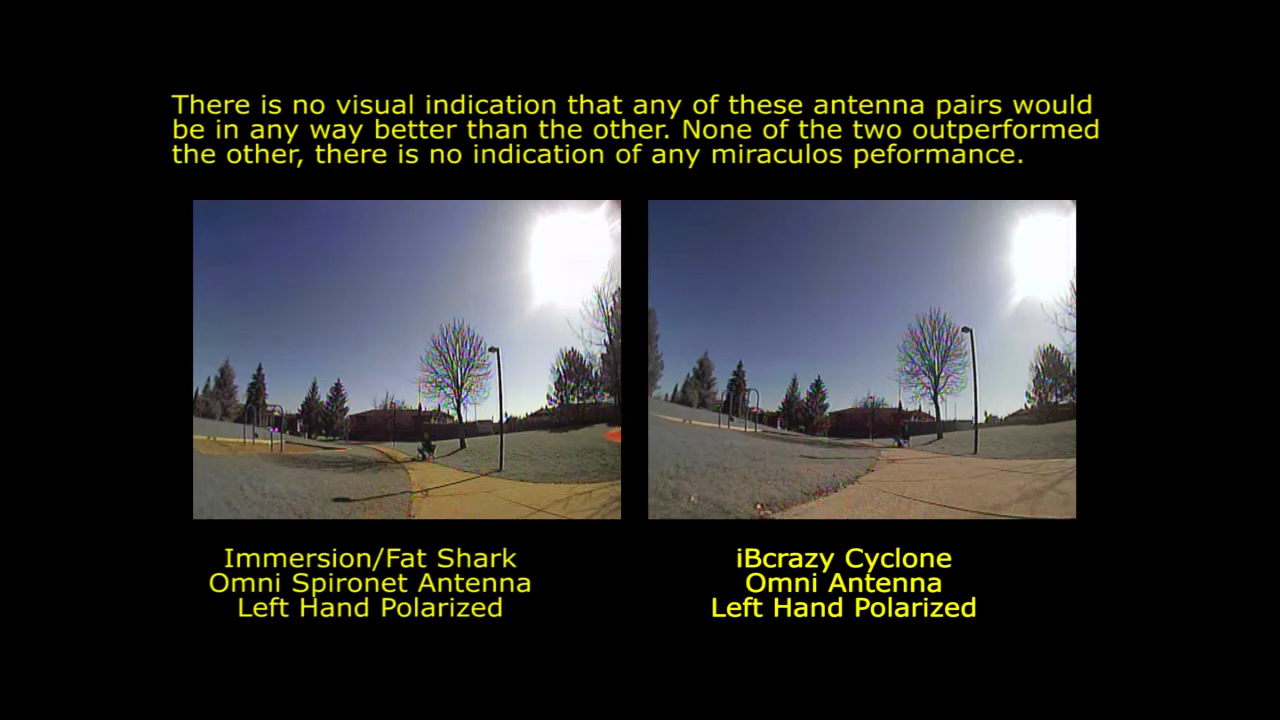 There is no visual indication that any of these antenna pairs would
be in any way better than the other. None of the two outperformed
the other, there is no indication of any miraculos peformance.
Immersion/Fat Shark
Omni Spironet Antenna
Left Hand Polarized
iBcrazy Cyclone
Omni Antenna
Left Hand Polarized